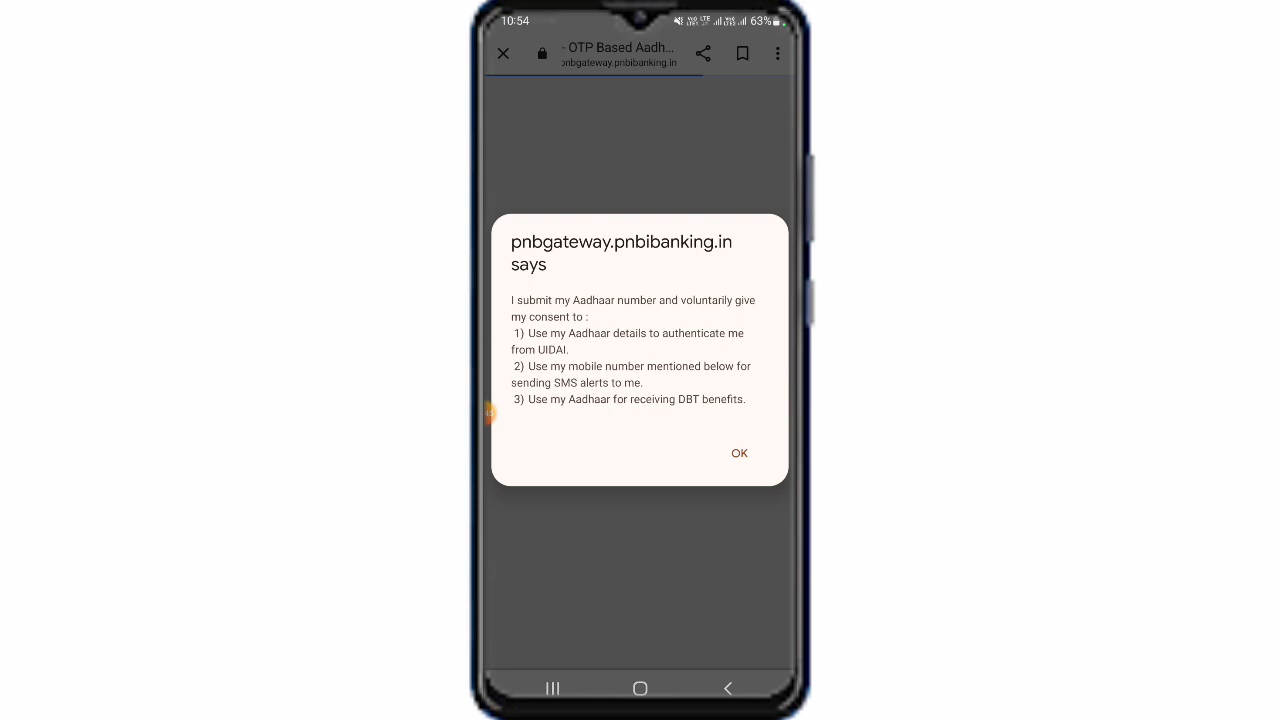 10:54
63%
- OTP Based Aadh...
pnbgateway.pnbibanking.in
pnbgateway.pnbibanking.in
says
I submit my Aadhaar number and voluntarily give
my consent to :
1) Use my Aadhaar details to authenticate me
from UIDAI.
2) Use my mobile number mentioned below for
sending SMS alerts to me.
3) Use my Aadhaar for receiving DBT benefits.
OK